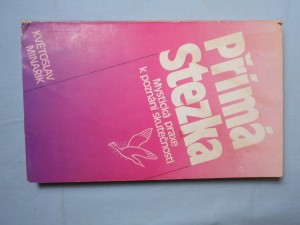 KVĚTOSLAV
MINAŘÍK
Přímá
Stezka
Mystická praxe
k poznání skutečnosti